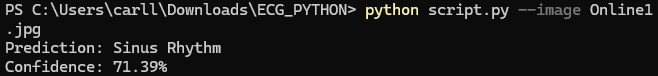 PS C:\Users\carll\Downloads\ECG_PYTHON> python script.py --image Online1
.jpg
Prediction: Sinus Rhythm
Confidence: 71.39%